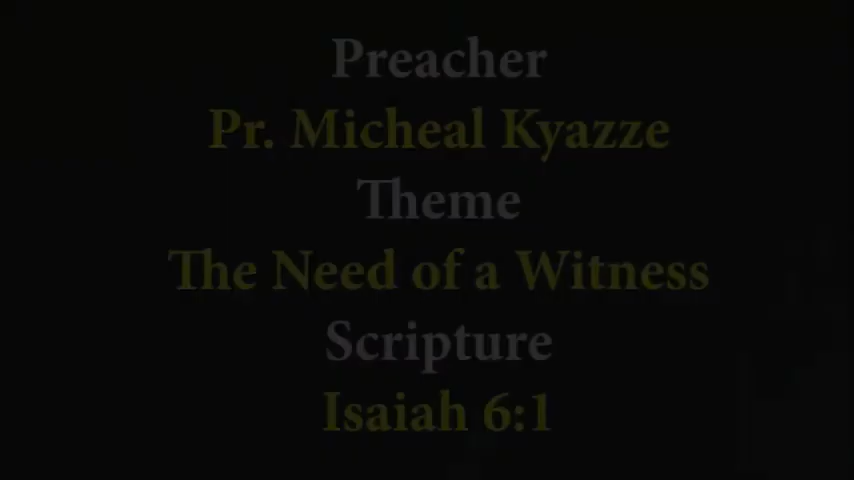 Preacher
Pr. Micheal Kyazze
Theme
The Need of a Witness
Scripture
Isaiah 6:1